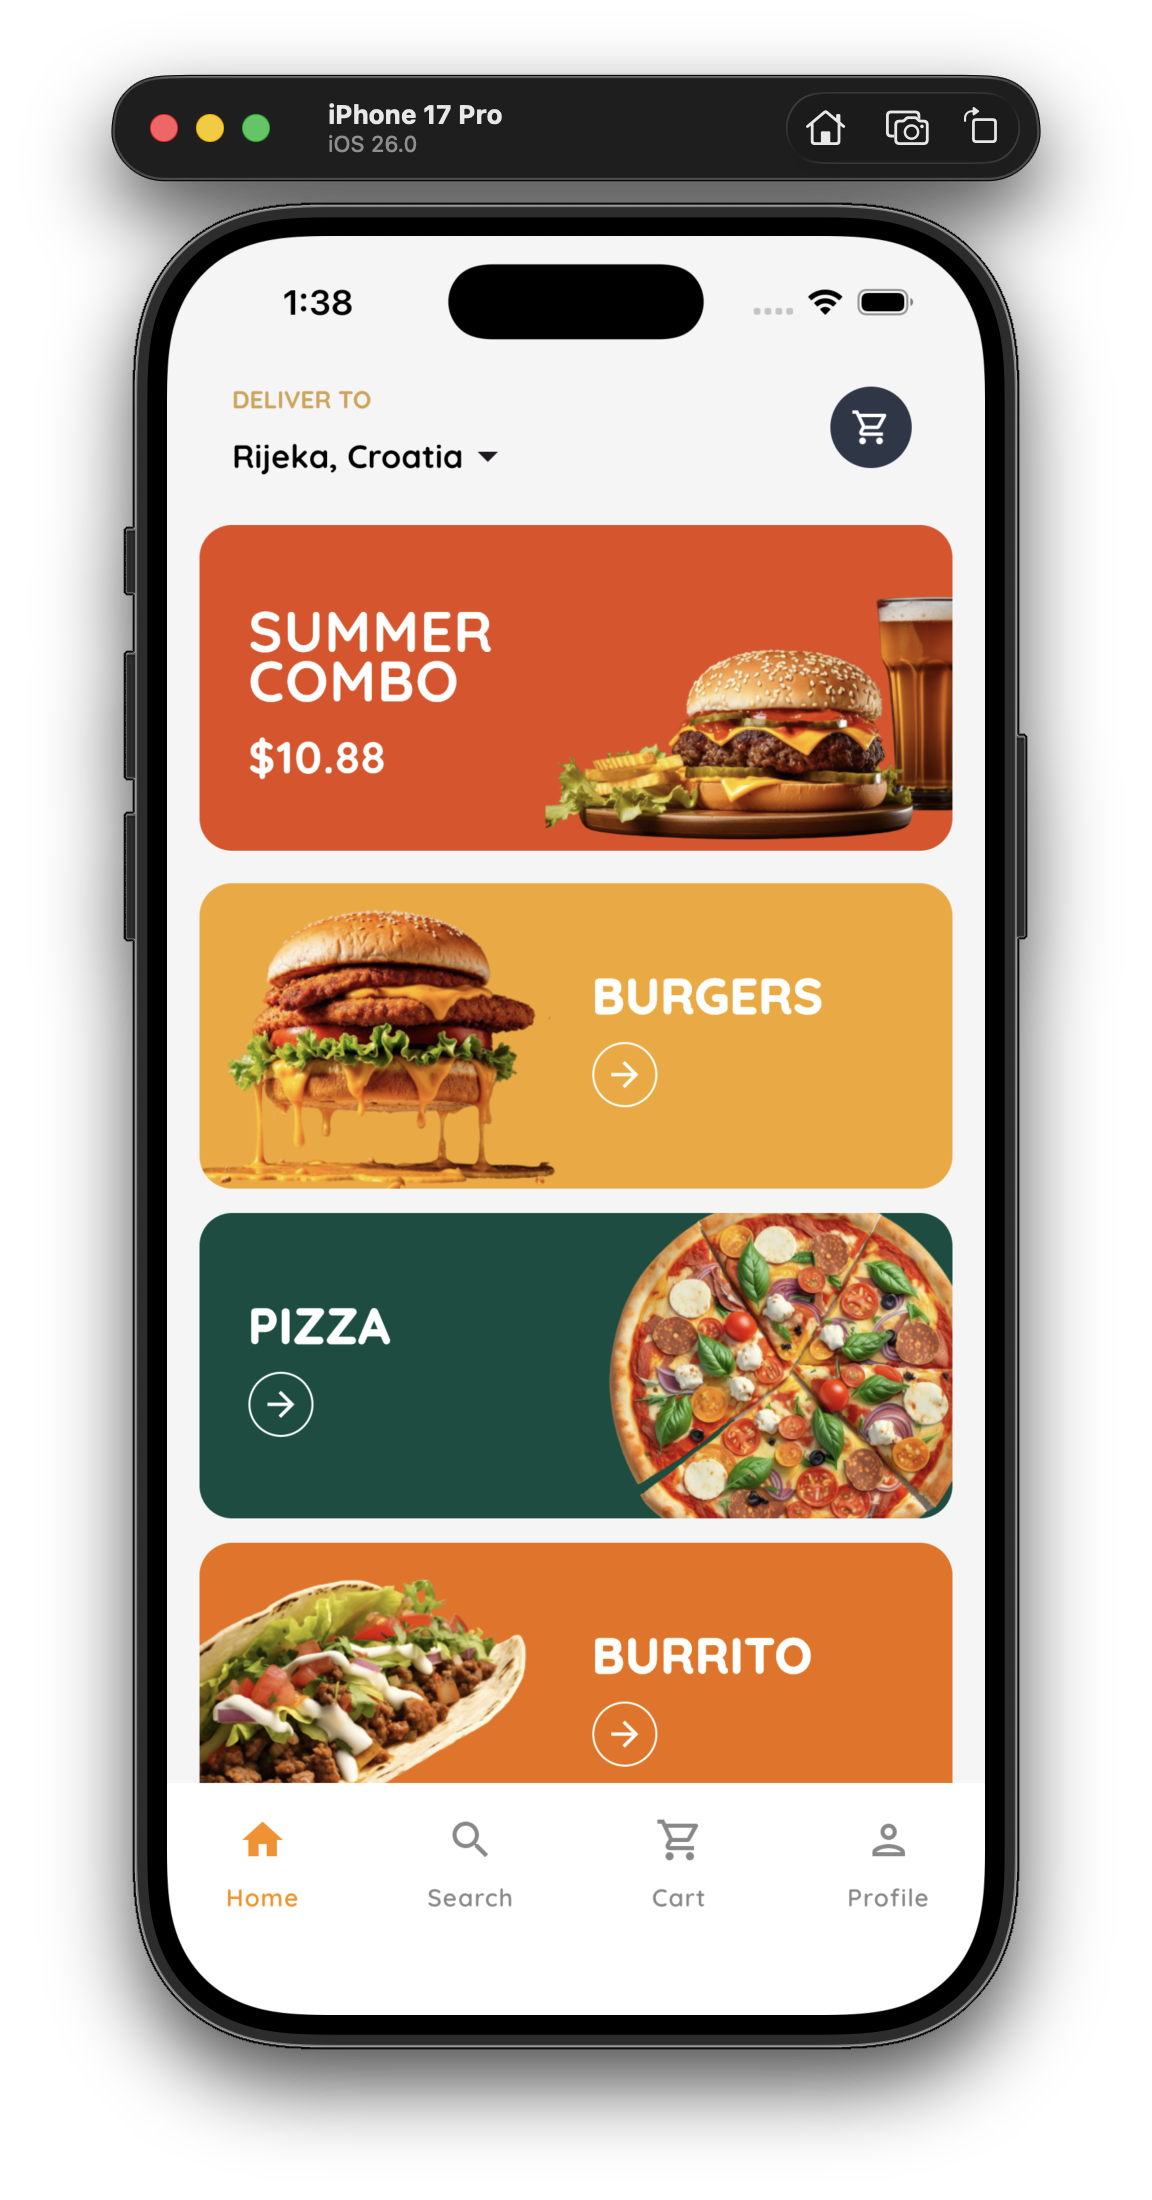 iPhone 17 Pro
iOS 26.0
1:38
DELIVER TO
Rijeka, Croatia
SUMMER
COMBO
$10.88
BURGERS
PIZZA
BURRITO
Home
Search
Cart
Profile